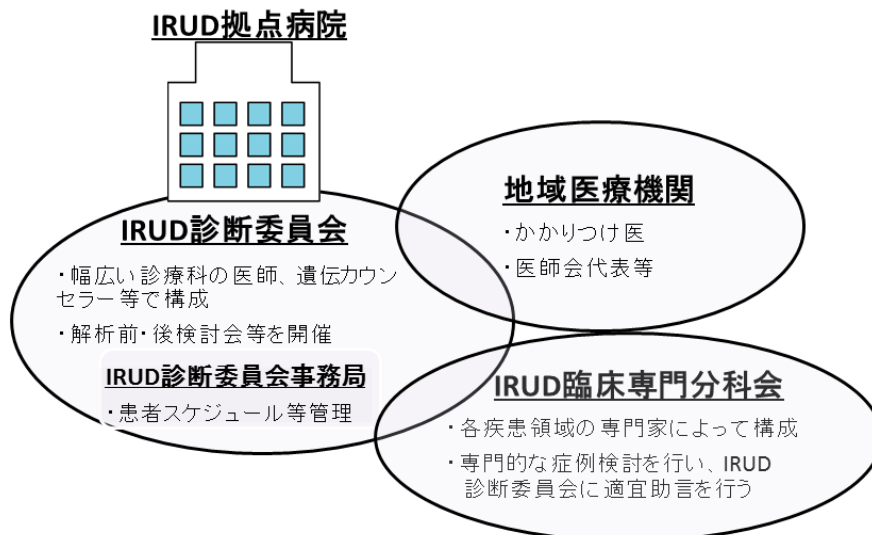 IRUD拠点病院
IRUD診断委員会
・幅広い診療科の医師、遺伝カウン
セラー等で構成
・解析前・後検討会等を開催
IRUD診断委員会事務局
・患者スケジュール等管理
地域医療機関
・かかりつけ医
・医師会代表等
IRUD臨床専門分科会
・各疾患領域の専門家によって構成
・専門的な症例検討を行い、IRUD
診断委員会に適宜助言を行う